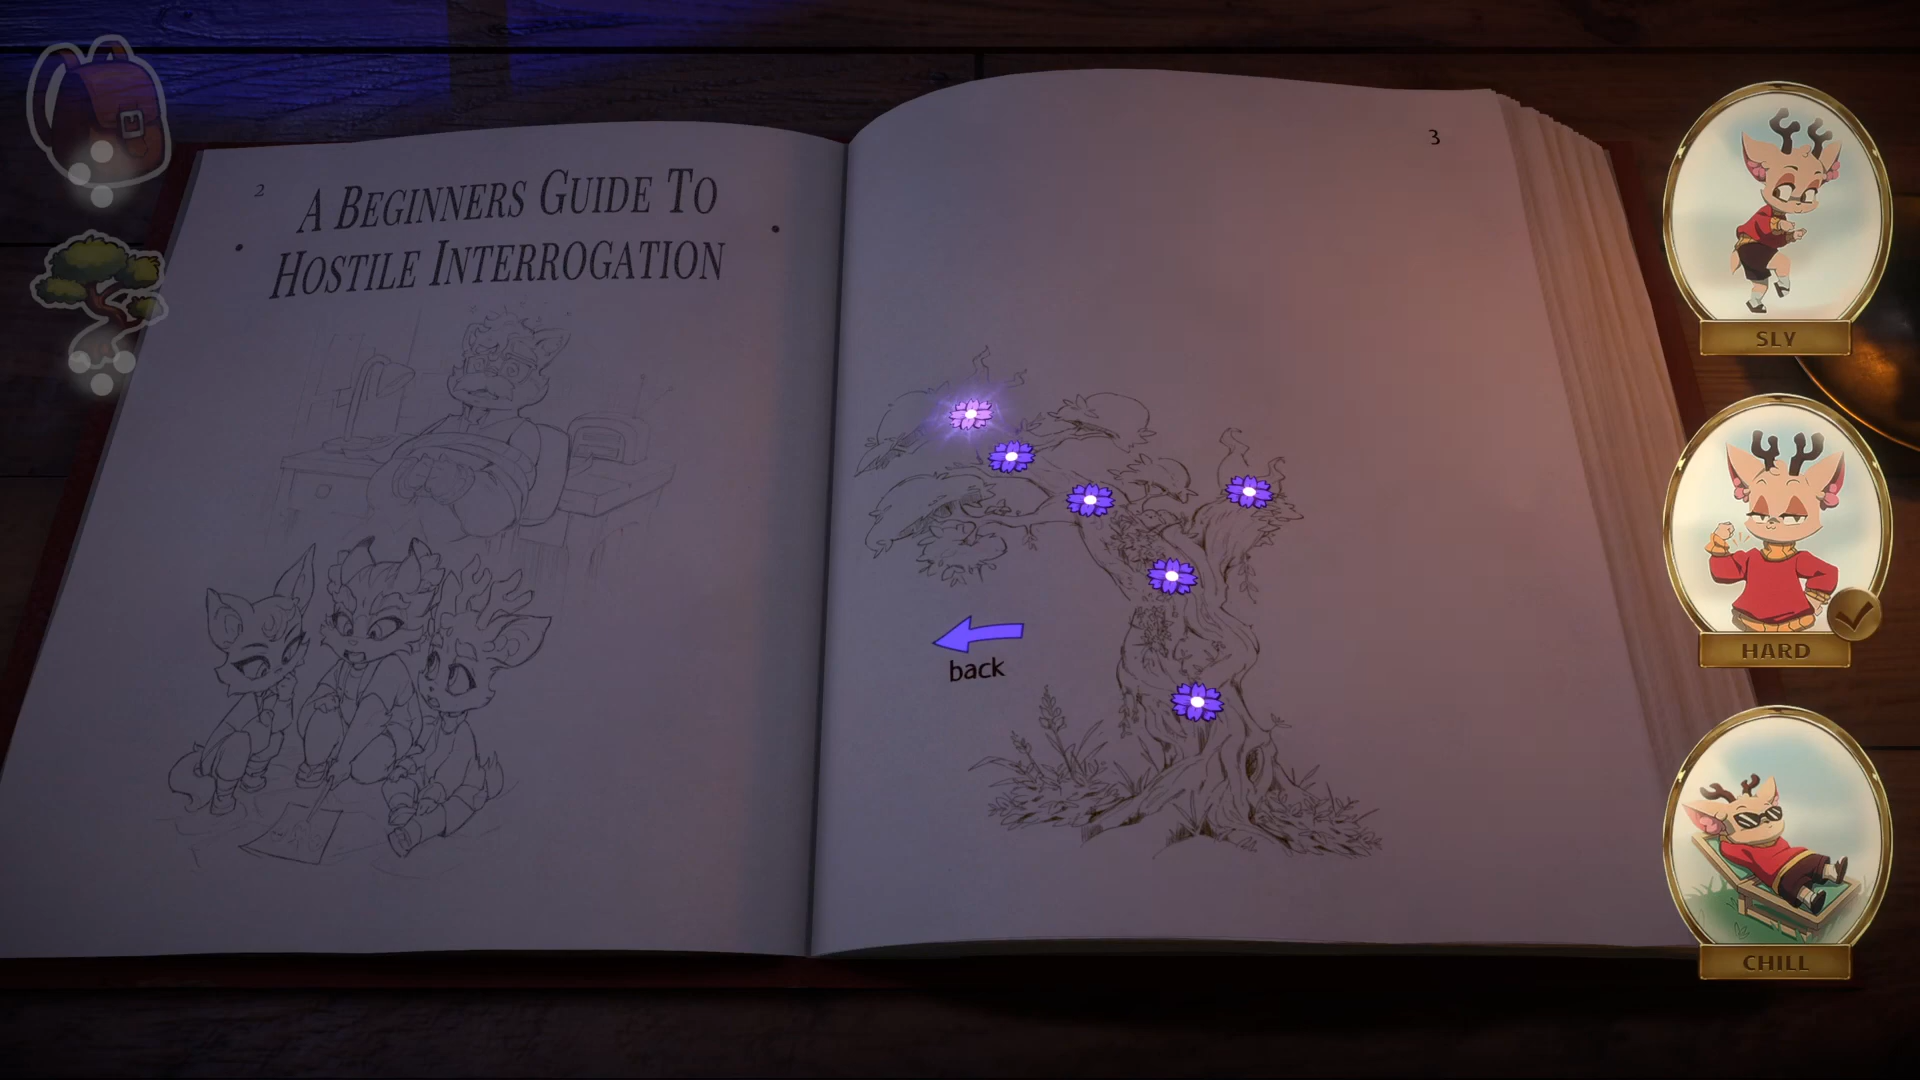 2
A BEGINNERS GUIDE TO
HOSTILE INTERROGATION
3
back
SLY
HARD
CHILL